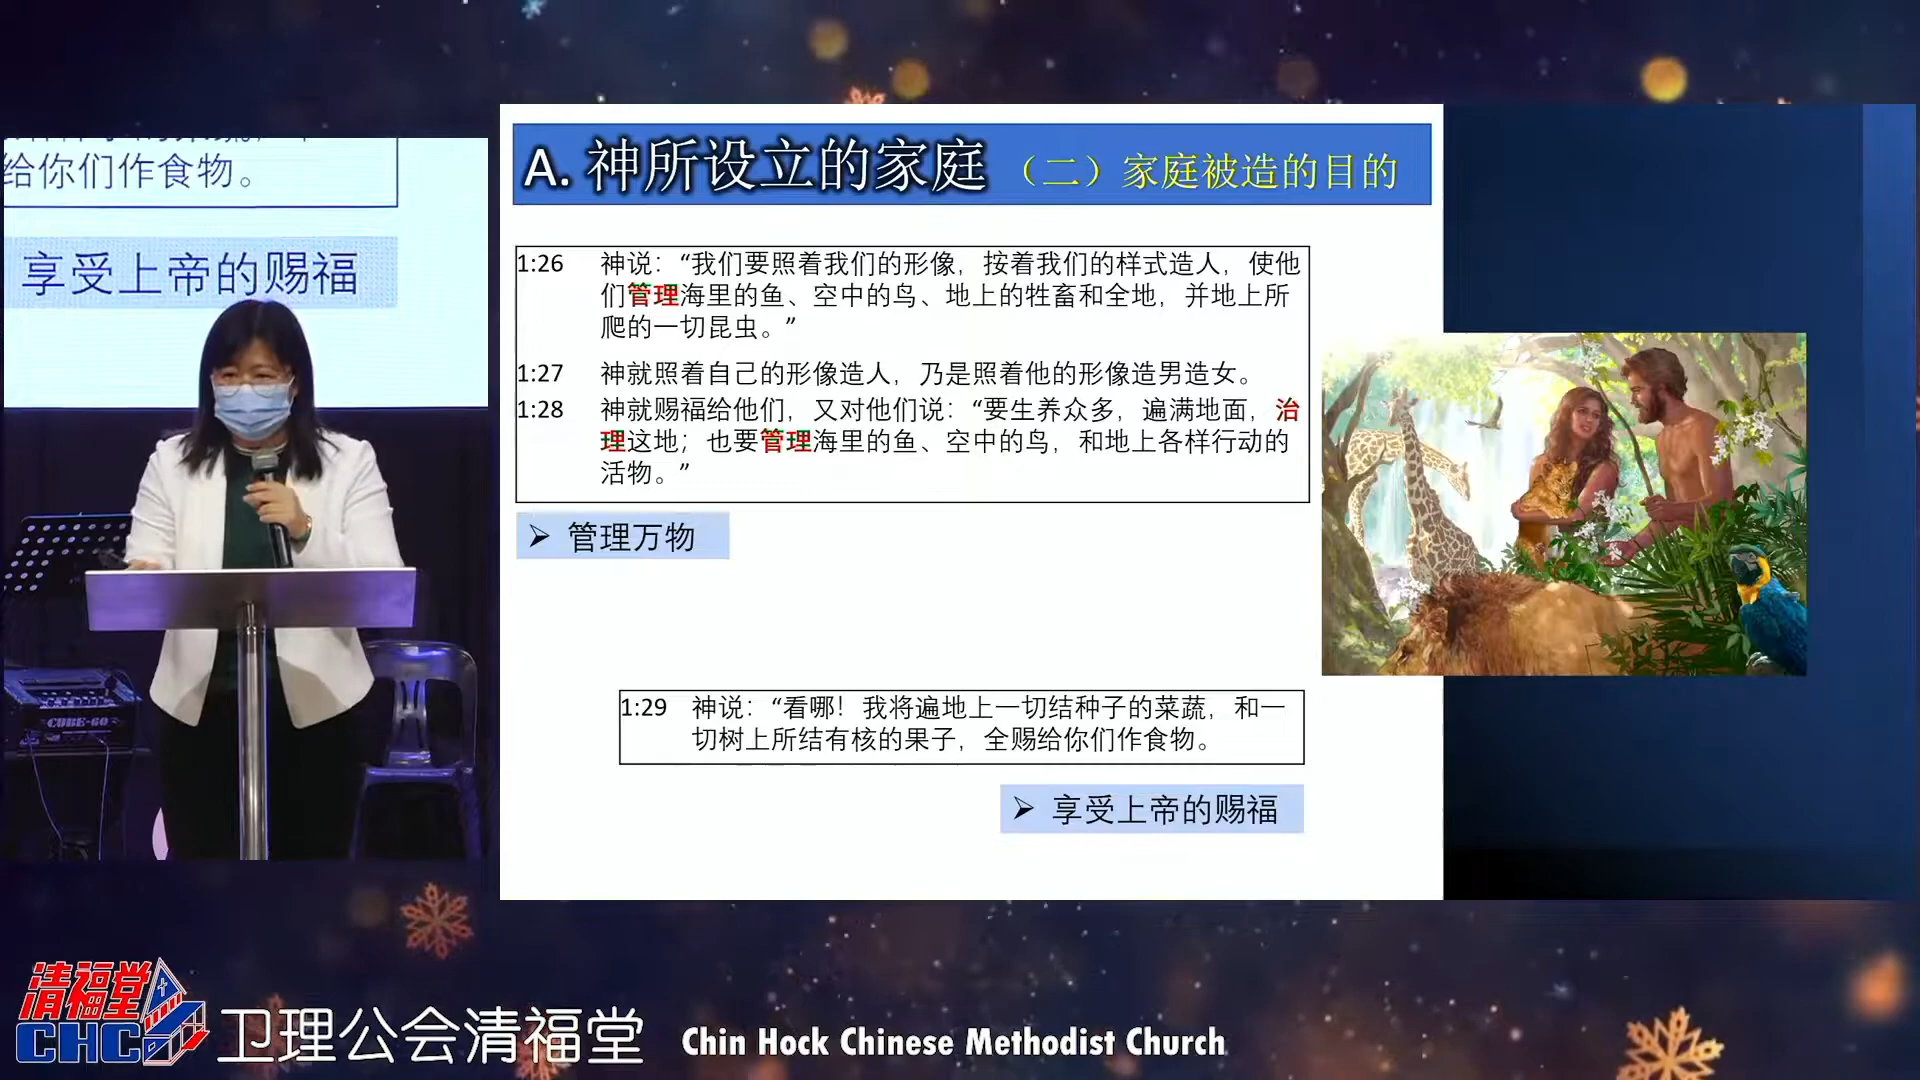 给你们作食物。
享受上帝的赐福
CUBE-60
A. 神所设立的家庭 （二）家庭被造的目的
1:26 神说：“我们要照着我们的形像，按着我们的样式造人，使他
们管理海里的鱼、空中的鸟、地上的牲畜和全地，并地上所
爬的一切昆虫。”
1:27 神就照着自己的形像造人，乃是照着他的形像造男造女。
1:28 神就赐福给他们，又对他们说：“要生养众多，遍满地面，治
理这地；也要管理海里的鱼、空中的鸟，和地上各样行动的
活物。”
➢ 管理万物
1:29 神说：“看哪！我将遍地上一切结种子的菜蔬，和一
切树上所结有核的果子，全赐给你们作食物。
➢ 享受上帝的赐福
清福堂
CHC
卫理公会清福堂 Chin Hock Chinese Methodist Church